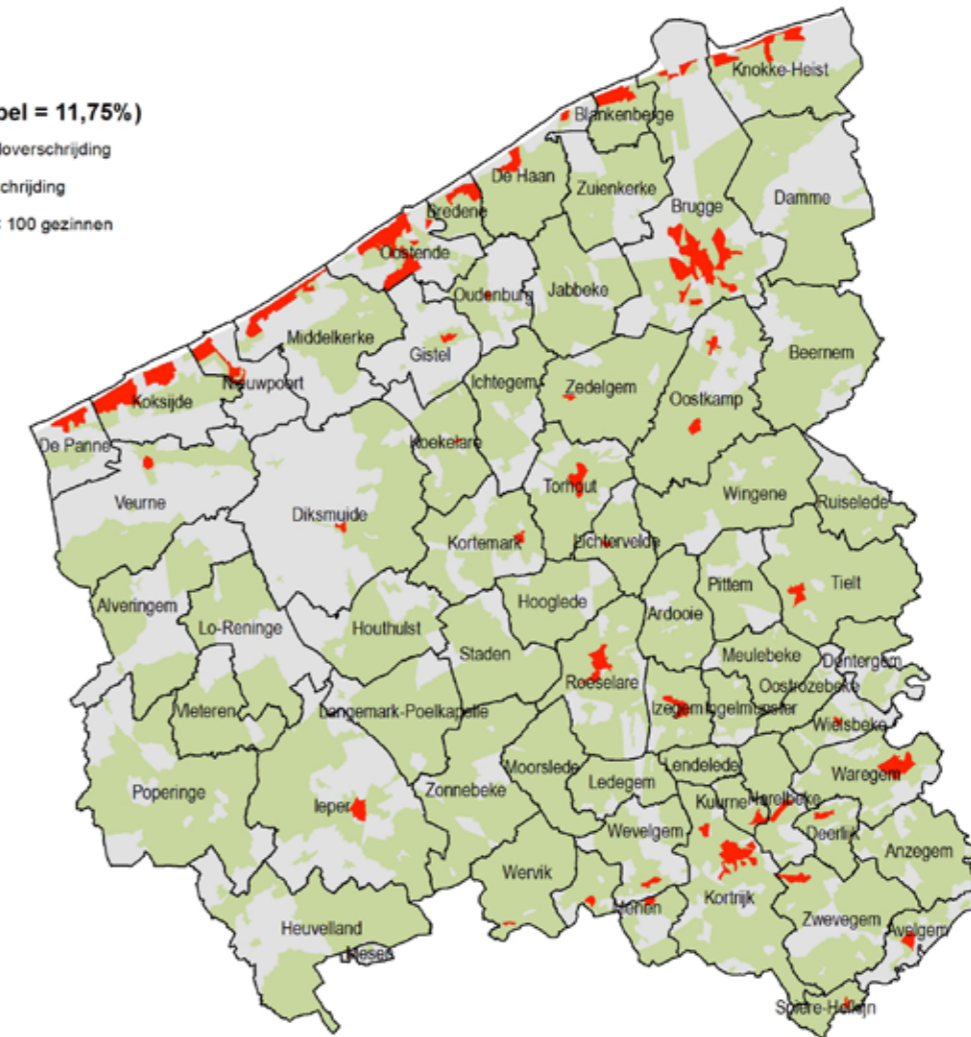 pel = 11,75%)
loverschrijding
chrijding
100 gezinnen
Knokke-Heist
Blankenberge
De Haan
Zuienkerke
Damme
Brugge
Bredene
Oostende
Oudenburg
Jabbeke
Middelkerke
Gistel
Beernem
Nieuwpoort
Ichtegem
Zedelgem
Oostkamp
Koksijde
De Panne
Koekelare
Veurne
Torhout
Wingene
Ruiselede
Diksmuide
Kortemark
Lichtervelde
Pittem
Tielt
Alveringem
Hooglede
Ardooie
Lo-Reninge
Houthulst
Staden
Meulebeke
Dentergem
Roeselare
Oostrozebeke
Vleteren
Langemark-Poelkapelle
Izegem
Ingelmunster
Wielsbeke
Moorslede
Lendelede
Waregem
Poperinge
Zonnebeke
Ledegem
Ieper
Kuurne
Harelbeke
Wevelgem
Deerlijk
Anzegem
Wervik
Kortrijk
Menen
Zwevegem
Heuvelland
Avelgem
Mesen
Spiere-Helkijn